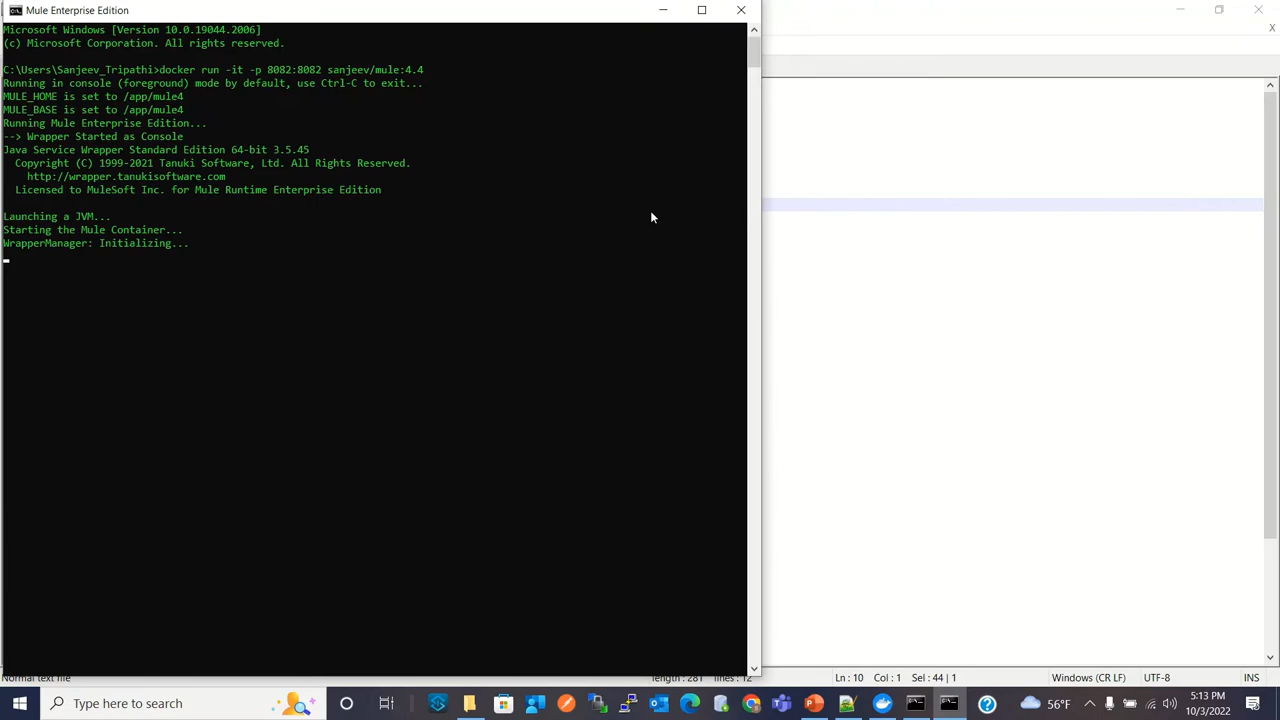 Mule Enterprise Edition
Microsoft Windows [Version 10.0.19044.2006]
(c) Microsoft Corporation. All rights reserved.
C:\Users\Sanjeev_Tripathi>docker run -it -p 8082:8082 sanjeev/mule:4.4
Running in console (foreground) mode by default, use Ctrl-C to exit...
MULE_HOME is set to /app/mule4
MULE_BASE is set to /app/mule4
Running Mule Enterprise Edition...
--> Wrapper Started as Console
Java Service Wrapper Standard Edition 64-bit 3.5.45
  Copyright (C) 1999-2021 Tanuki Software, Ltd. All Rights Reserved.
    http://wrapper.tanukisoftware.com
  Licensed to MuleSoft Inc. for Mule Runtime Enterprise Edition
Launching a JVM...
Starting the Mule Container...
WrapperManager: Initializing...
Normal text file length : 281 lines : 12 Ln : 10 Col : 1 Sel : 44 | 1 Windows (CR LF) UTF-8 INS
Type here to search 56°F 5:13 PM
10/3/2022